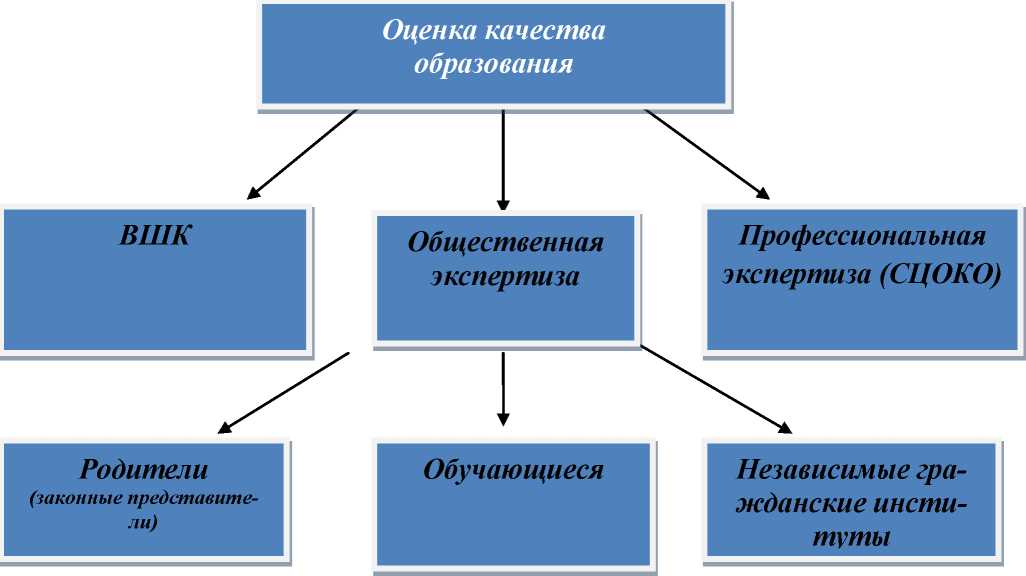 Оценка качества
образования
ВШК
Общественная
экспертиза
Профессиональная
экспертиза (СЦОКО)
Родители
(законные представите-
ли)
Обучающиеся
Независимые гра-
жданские инсти-
туты